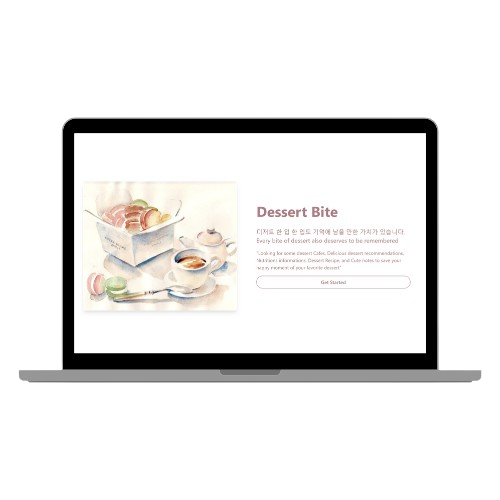 Dessert Bite
디저트 한 입 한 입도 기억에 남을 만한 가치가 있습니다.
Every bite of dessert also deserves to be remembered
"Looking for some dessert Cafes, Delicious dessert recommendations,
Nutrition informations, Dessert Recipe, and Cute notes to save your
enjoy moment of your favorite dessert"
Get Started